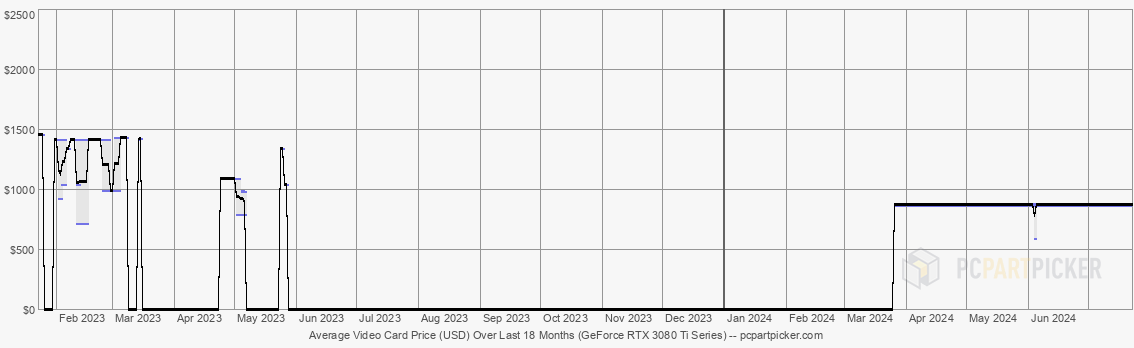 $2500
$2000
$1500
$1000
$500
$0
Feb 2023 Mar 2023 Apr 2023 May 2023 Jun 2023 Jul 2023 Aug 2023 Sep 2023 Oct 2023 Nov 2023 Dec 2023 Jan 2024 Feb 2024 Mar 2024 Apr 2024 May 2024 Jun 2024
PCPARTPICKER
Average Video Card Price (USD) Over Last 18 Months (GeForce RTX 3080 Ti Series) -- pcpartpicker.com